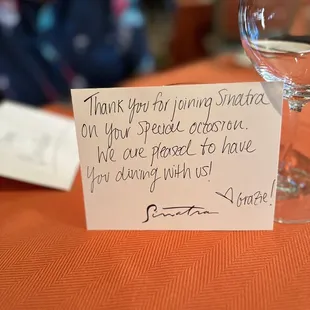 Thank you for joining Sinatra
on your special occasion.
We are pleased to have
you dining with us!
Grazie!
Sinatra